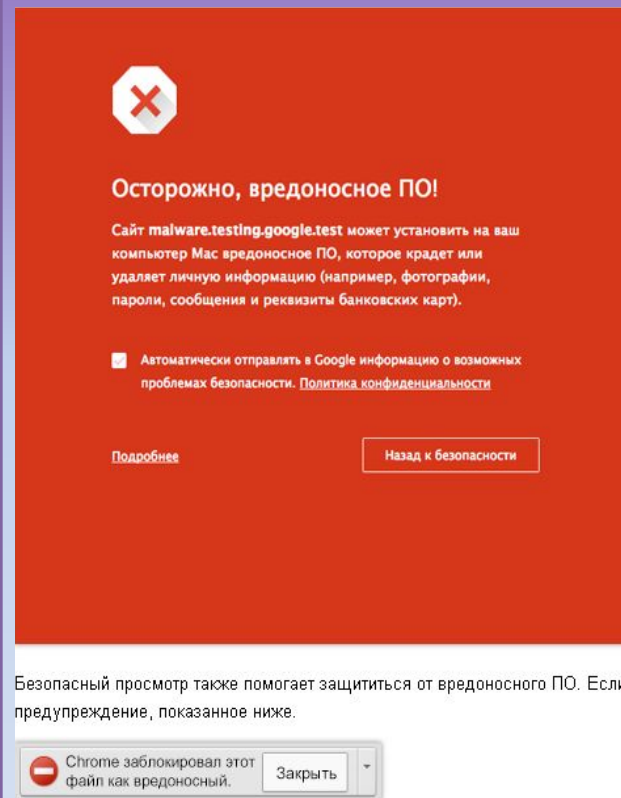 Осторожно, вредоносное ПО!
Сайт malware.testing.google.test может установить на ваш
компьютер Mac вредоносное ПО, которое крадет или
удаляет личную информацию (например, фотографии,
пароли, сообщения и реквизиты банковских карт).
Автоматически отправлять в Google информацию о возможных
проблемах безопасности. Политика конфиденциальности
Подробнее
Назад к безопасности
Безопасный просмотр также помогает защититься от вредоносного ПО. Если
предупреждение, показанное ниже.
Chrome заблокировал этот
файл как вредоносный.
Закрыть